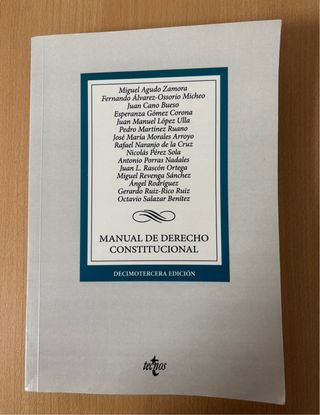 Miguel Agudo Zamora
Fernando Álvarez-Ossorio Micheo
Juan Cano Bueso
Esperanza Gómez Corona
Juan Manuel López Ulla
Pedro Martínez Ruano
José María Morales Arroyo
Rafael Naranjo de la Cruz
Nicolás Pérez Sola
Antonio Porras Nadales
Juan L. Rascón Ortega
Miguel Revenga Sánchez
Ángel Rodríguez
Gerardo Ruiz-Rico Ruiz
Octavio Salazar Benítez
MANUAL DE DERECHO
CONSTITUCIONAL
DECIMOTERCERA EDICIÓN
tecnos